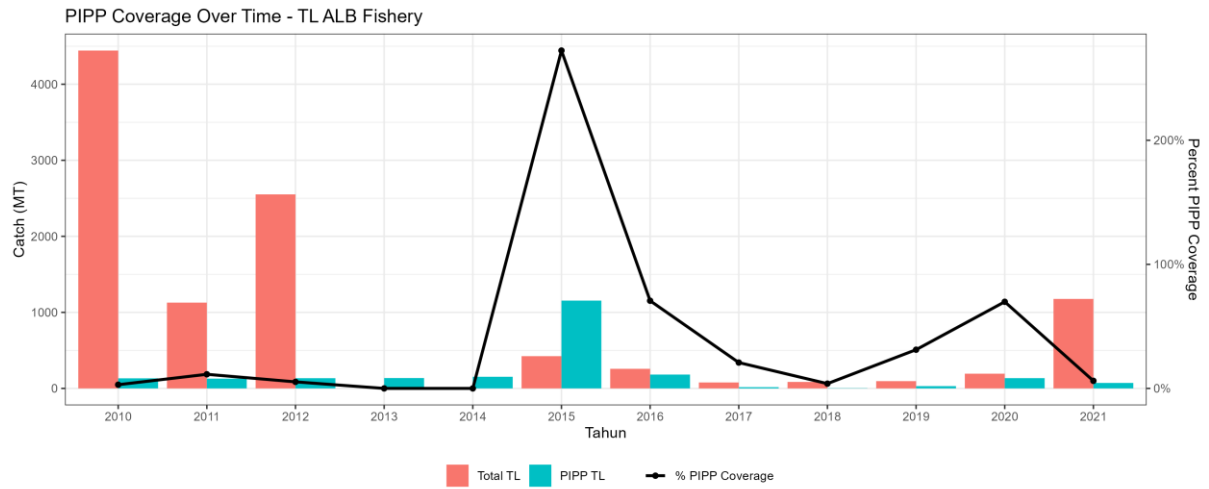 PIPP Coverage Over Time - TL ALB Fishery
Catch (MT)
4000
3000
2000
1000
0
Percent PIPP Coverage
200%
100%
0%
2010 2011 2012 2013 2014 2015 2016 2017 2018 2019 2020 2021
Tahun
Total TL PIPP TL % PIPP Coverage